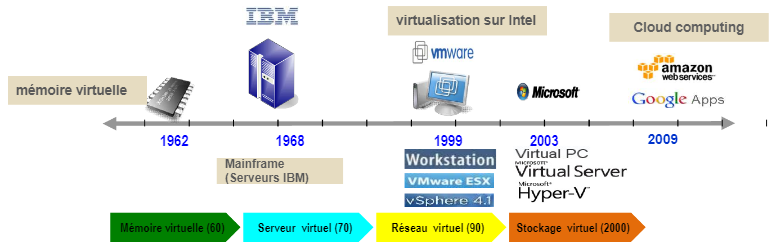 IBM
virtualisation sur Intel
Cloud computing
vmware
amazon
webservices™
mémoire virtuelle
Microsoft
Google Apps
1962
1968
1999
2003
2009
Mainframe
(Serveurs IBM)
Workstation
VMware ESX
vSphere 4.1
Virtual PC
Microsoft®
Virtual Server
Microsoft®
Hyper-V™
Mémoire virtuelle (60)
Serveur virtuel (70)
Réseau virtuel (90)
Stockage virtuel (2000)